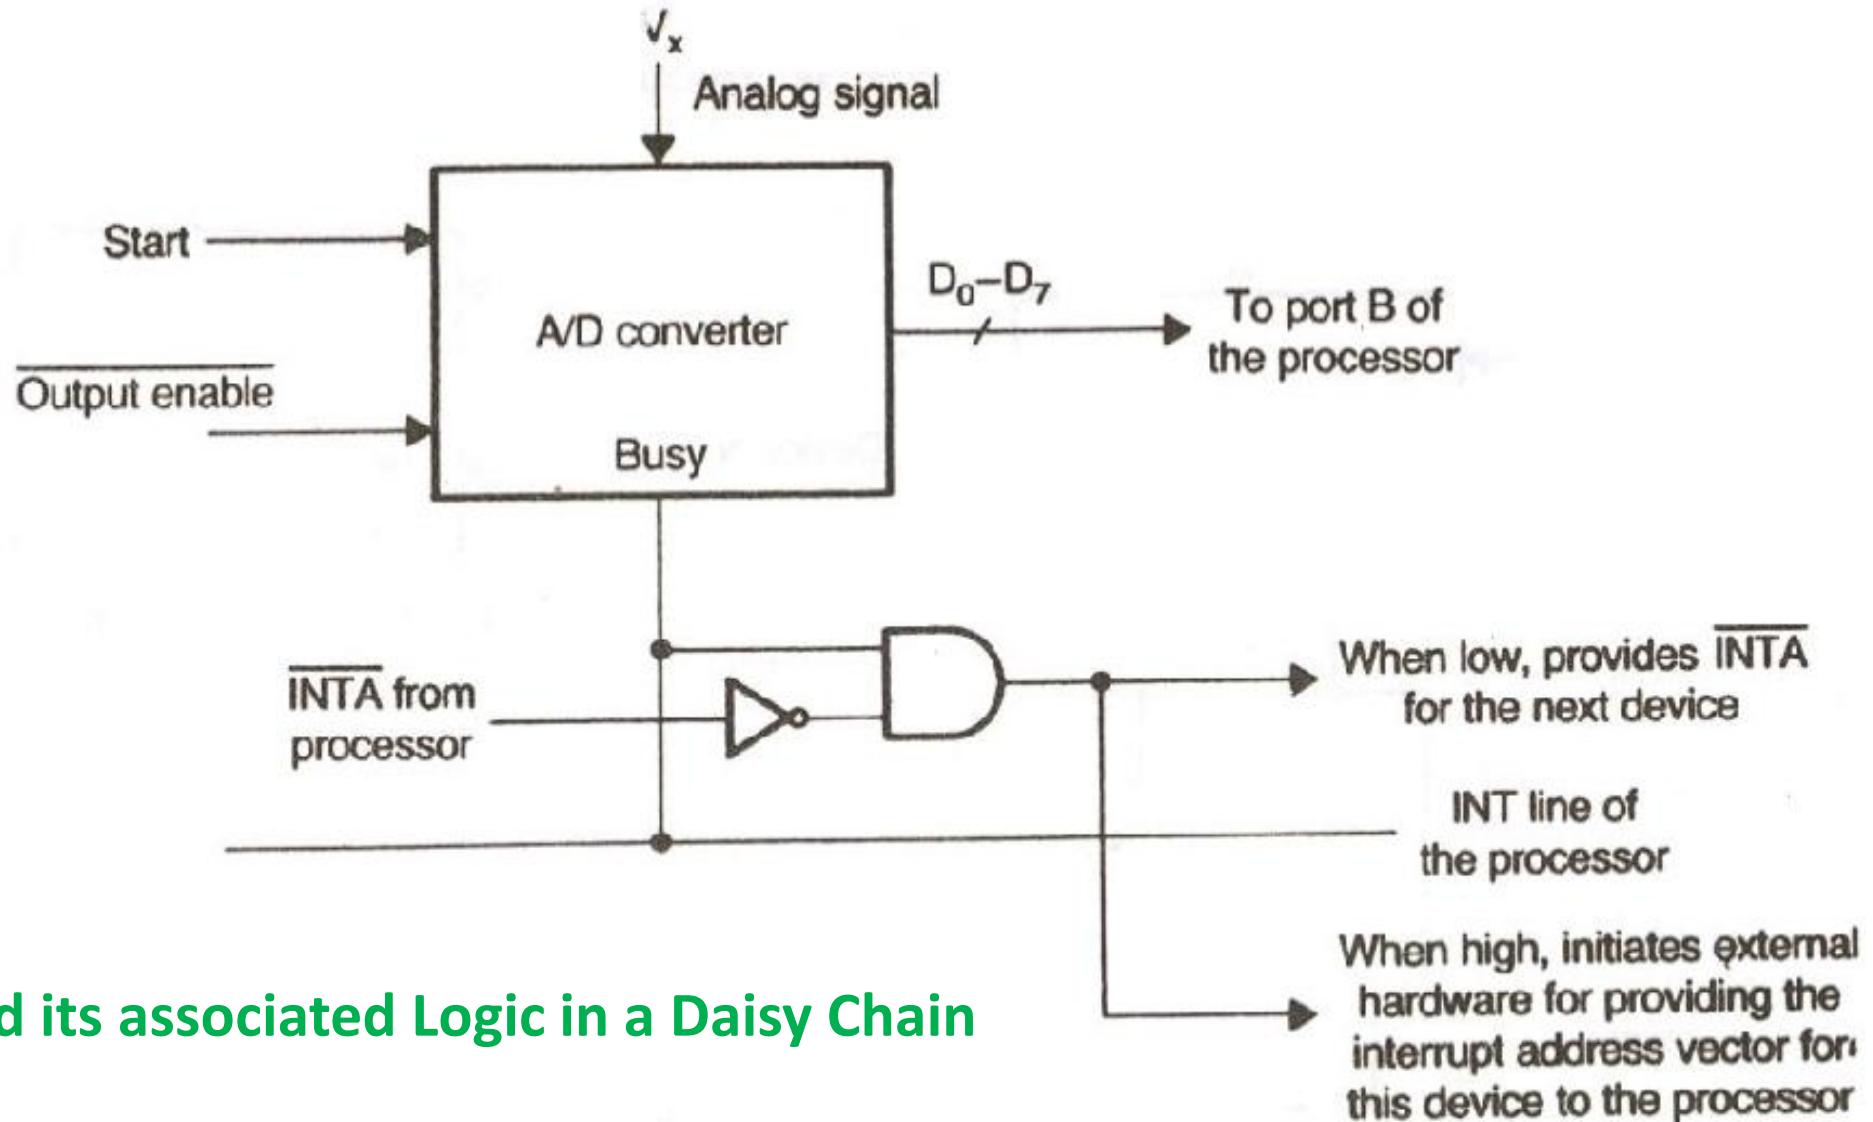 Vx
Analog signal
Start
D0–D7
To port B of
the processor
A/D converter
Output enable
Busy
INTA from
processor
When low, provides INTA
for the next device
INT line of
the processor
When high, initiates external
hardware for providing the
interrupt address vector for
this device to the processor
d its associated Logic in a Daisy Chain